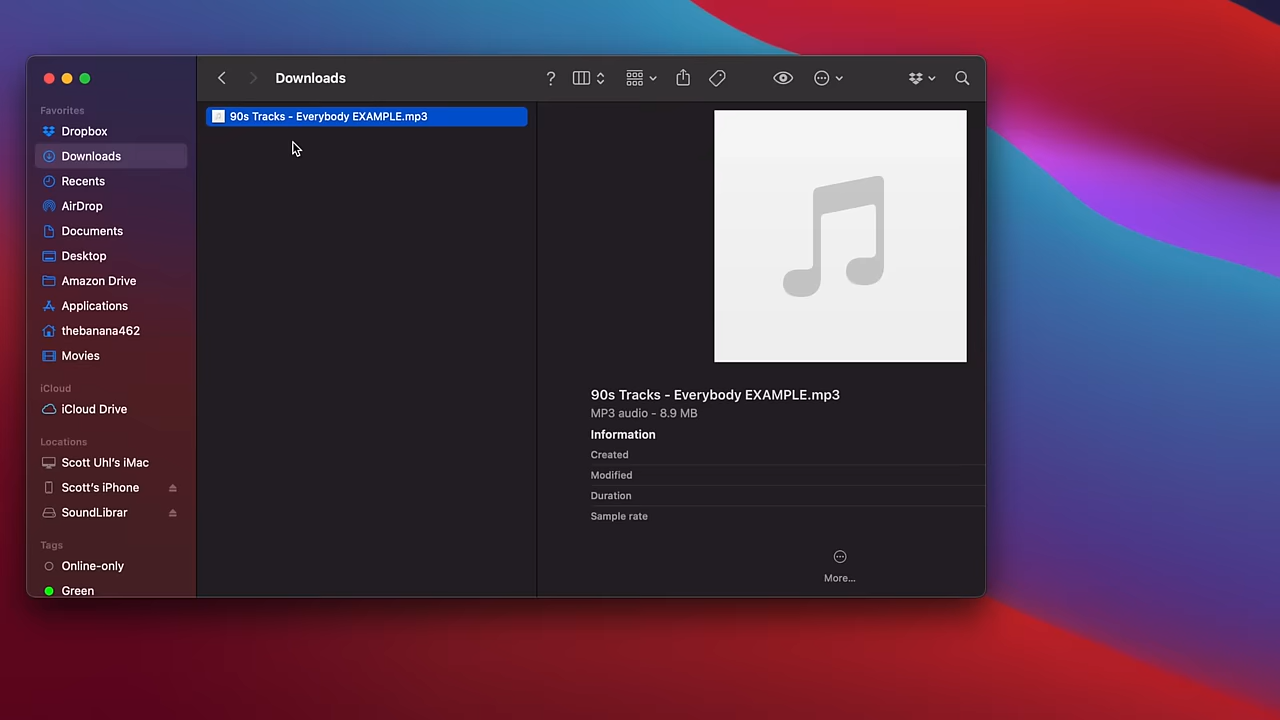 Downloads
?
Favorites
Dropbox
Downloads
Recents
AirDrop
Documents
Desktop
Amazon Drive
Applications
thebanana462
Movies
iCloud
iCloud Drive
Locations
Scott Uhl's iMac
Scott's iPhone
SoundLibrar
Tags
Online-only
Green
90s Tracks - Everybody EXAMPLE.mp3
90s Tracks - Everybody EXAMPLE.mp3
MP3 audio - 8.9 MB
Information
Created
Modified
Duration
Sample rate
More...